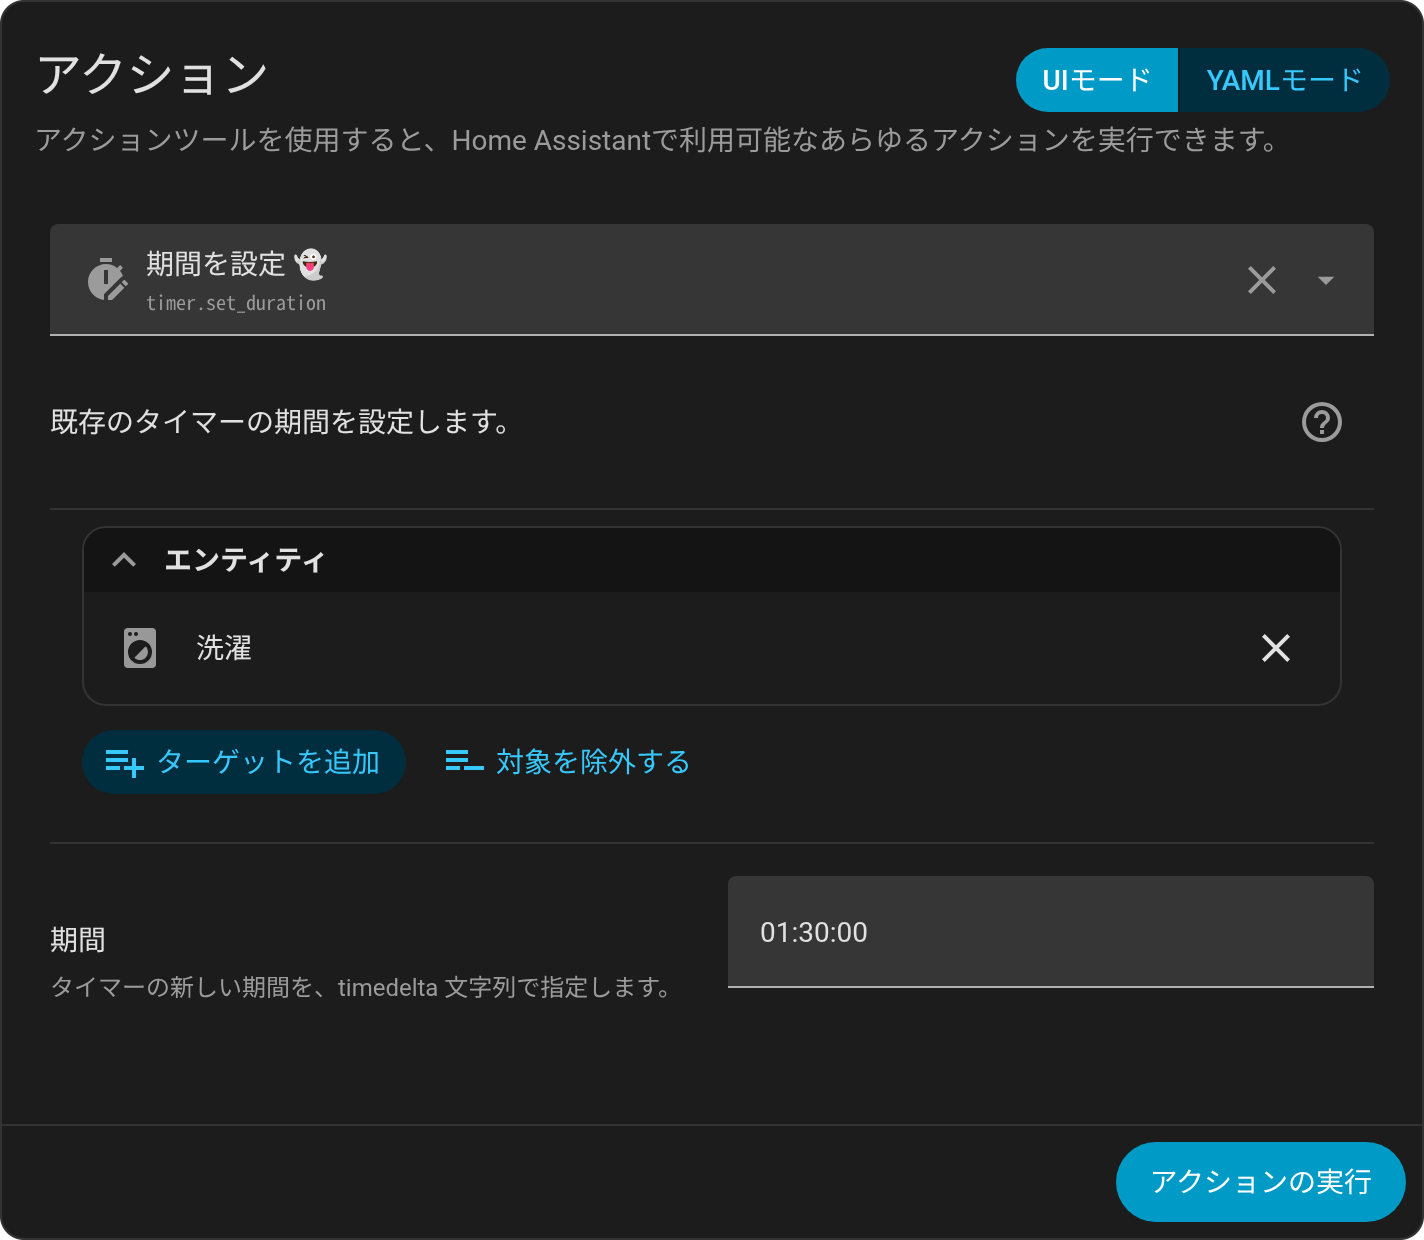 アクション
UIモード
YAMLモード
アクションツールを使用すると、Home Assistantで利用可能なあらゆるアクションを実行できます。
期間を設定 👻
timer.set_duration
既存のタイマーの期間を設定します。
エンティティ
洗濯
ターゲットを追加
対象を除外する
期間
タイマーの新しい期間を、timedelta 文字列で指定します。
01:30:00
アクションの実行